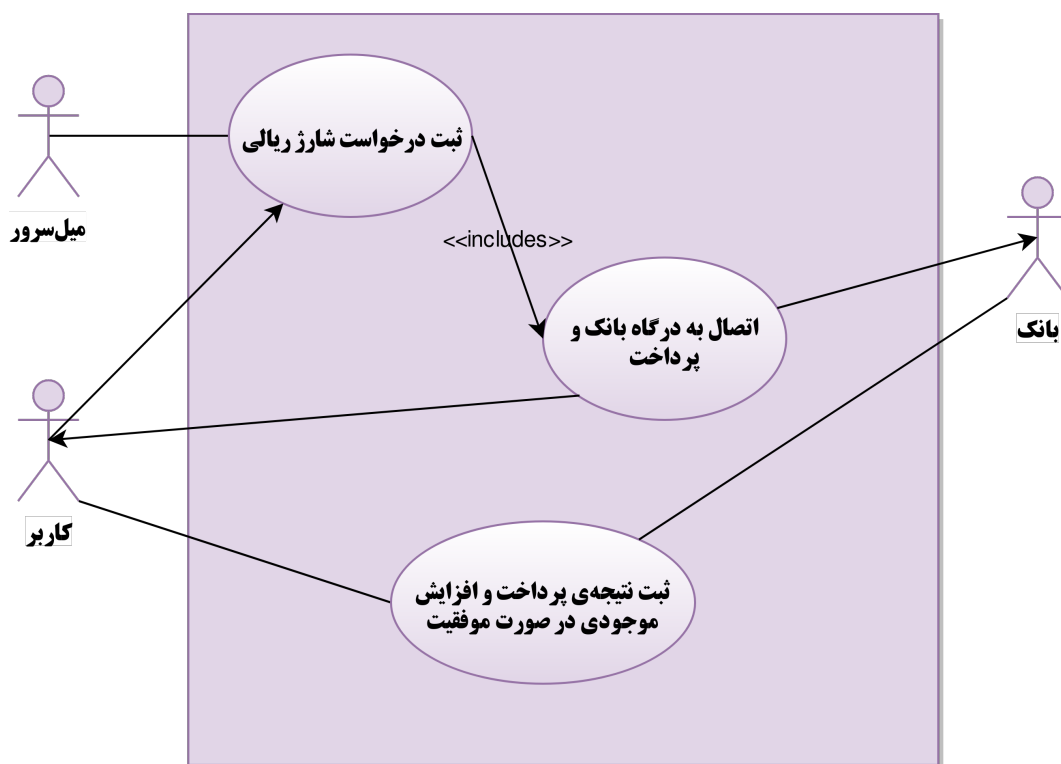 ثبت درخواست شارژ ریالی
میل‌سرور
<<includes>>
اتصال به درگاه بانک و
پرداخت
بانک
کاربر
ثبت نتیجه‌ی پرداخت و افزایش
موجودی در صورت موفقیت